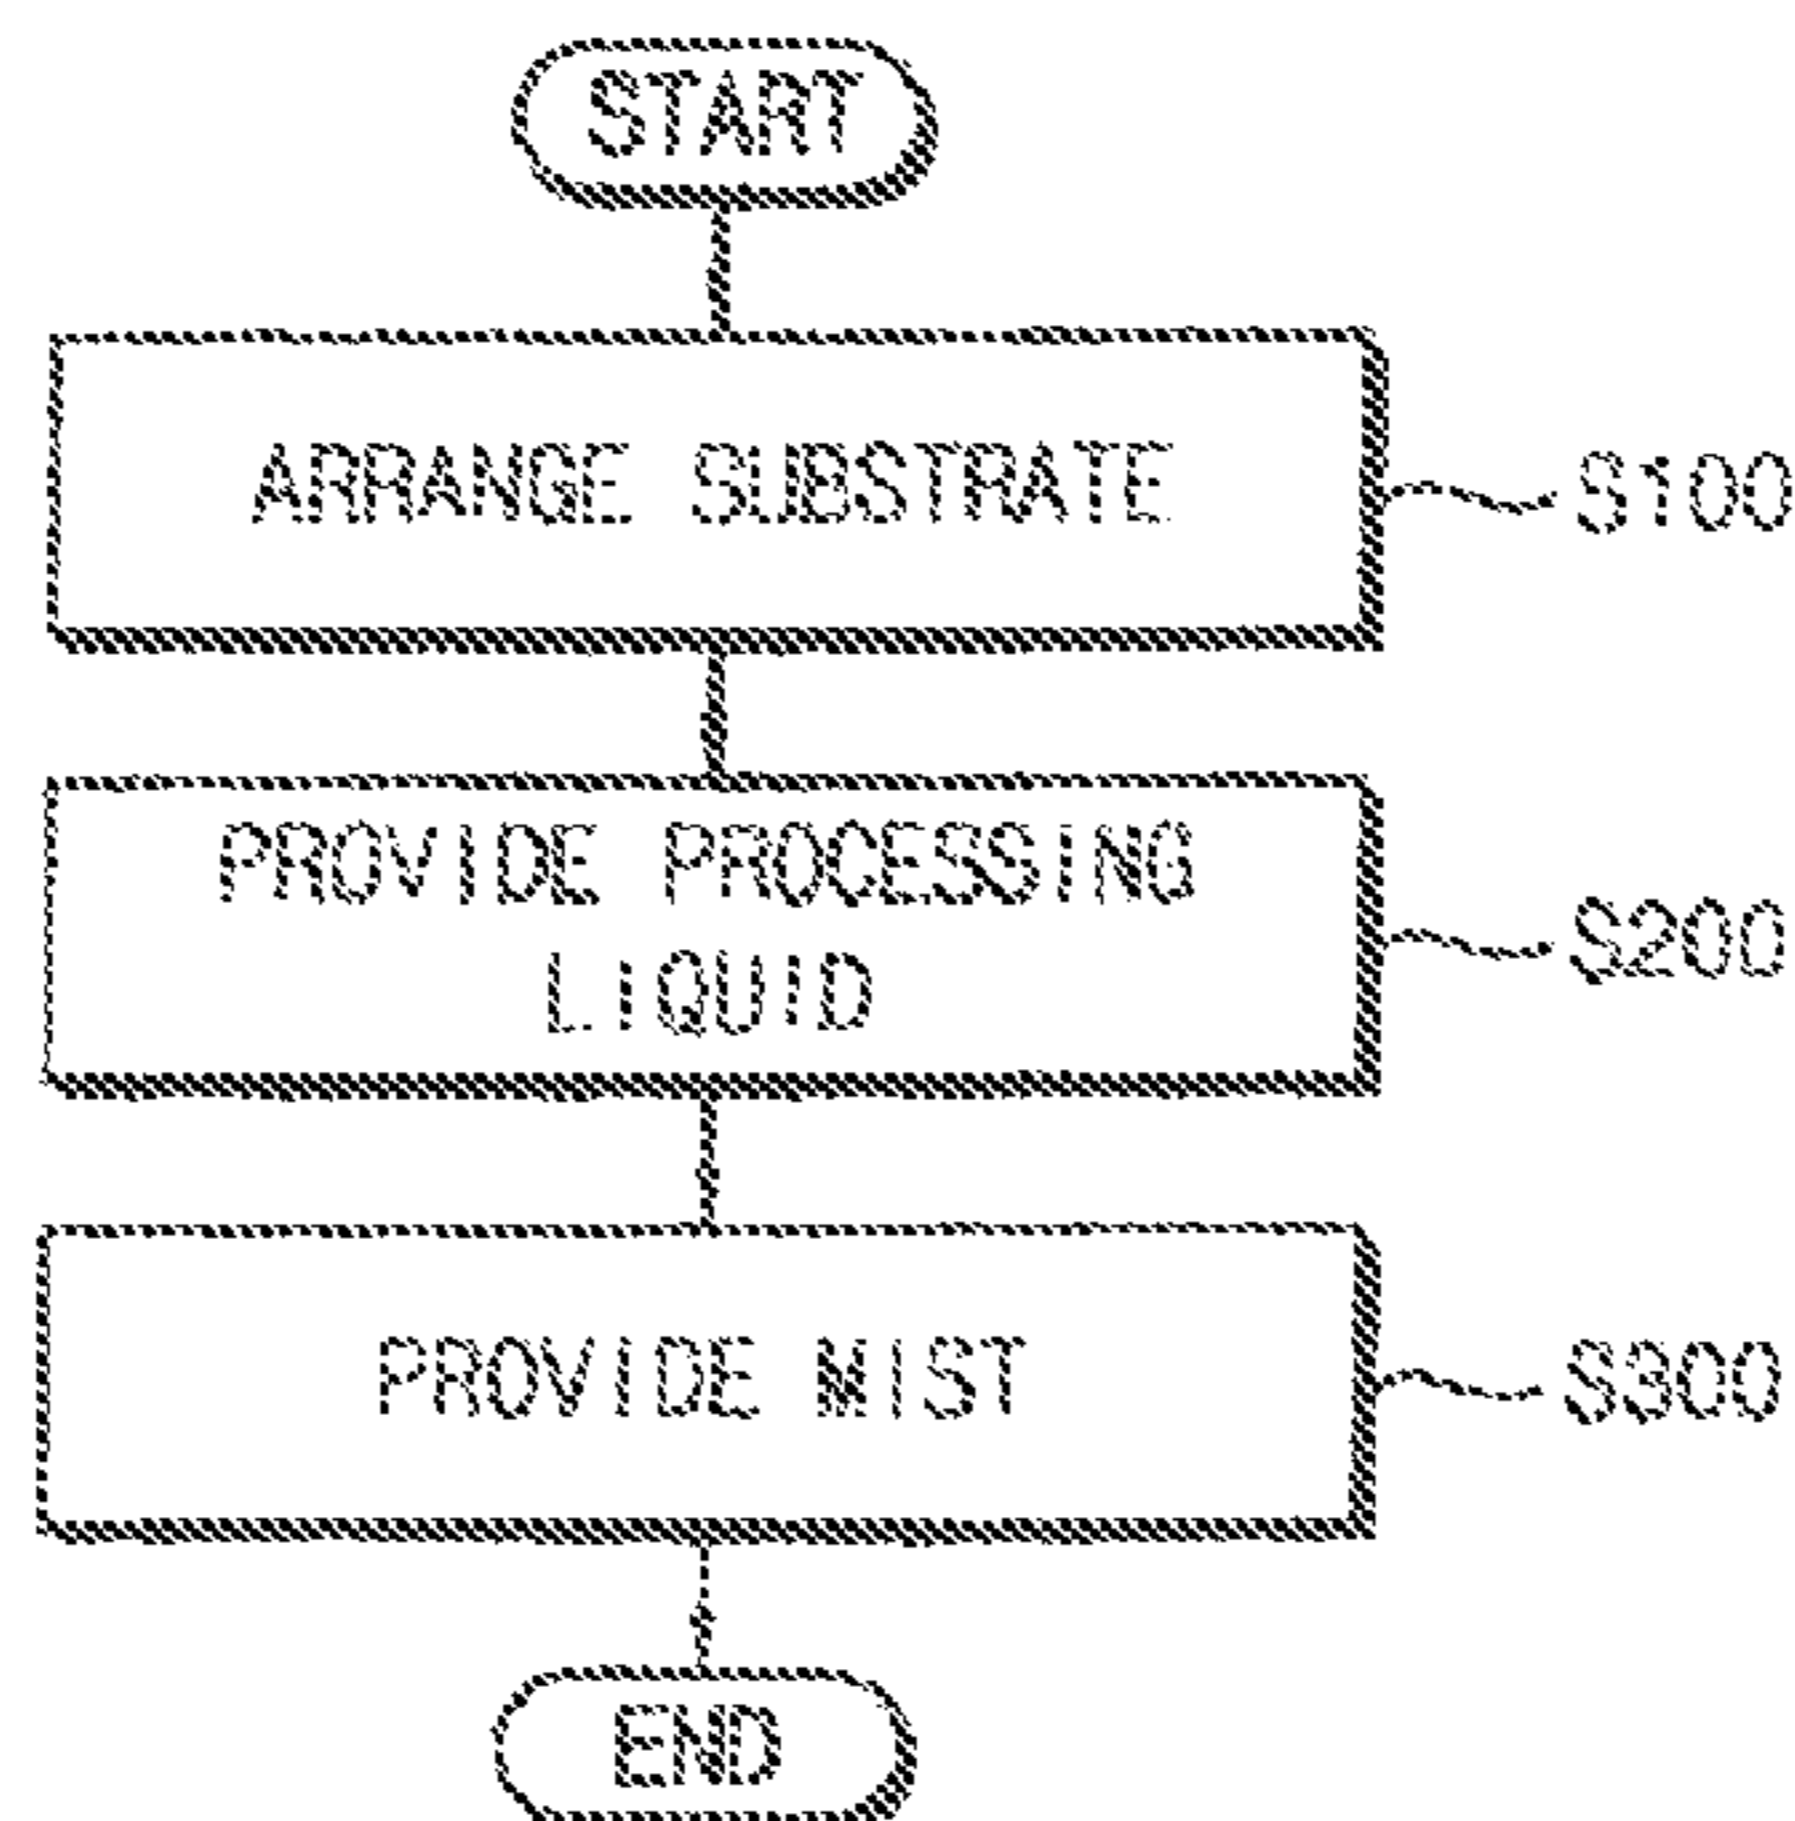 START
ARRANGE SUBSTRATE
S100
PROVIDE PROCESSING
LIQUID
S200
PROVIDE MIST
S300
END